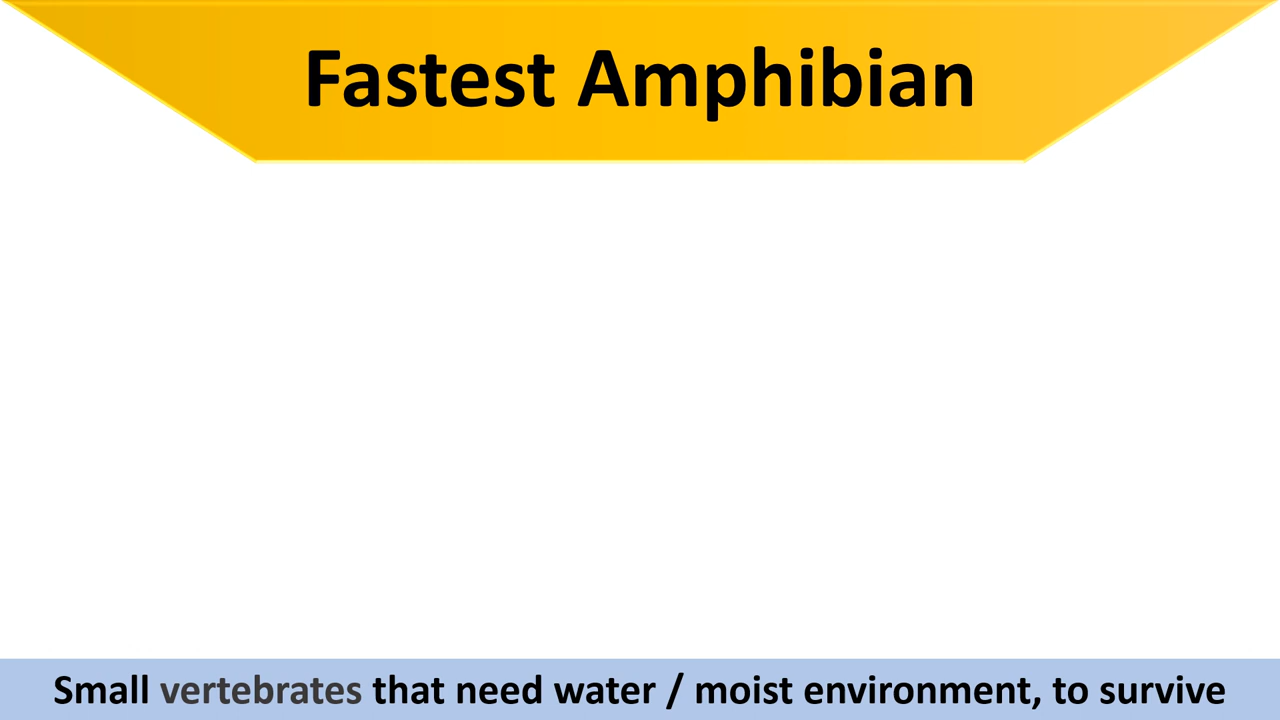 Fastest Amphibian
Small vertebrates that need water / moist environment, to survive